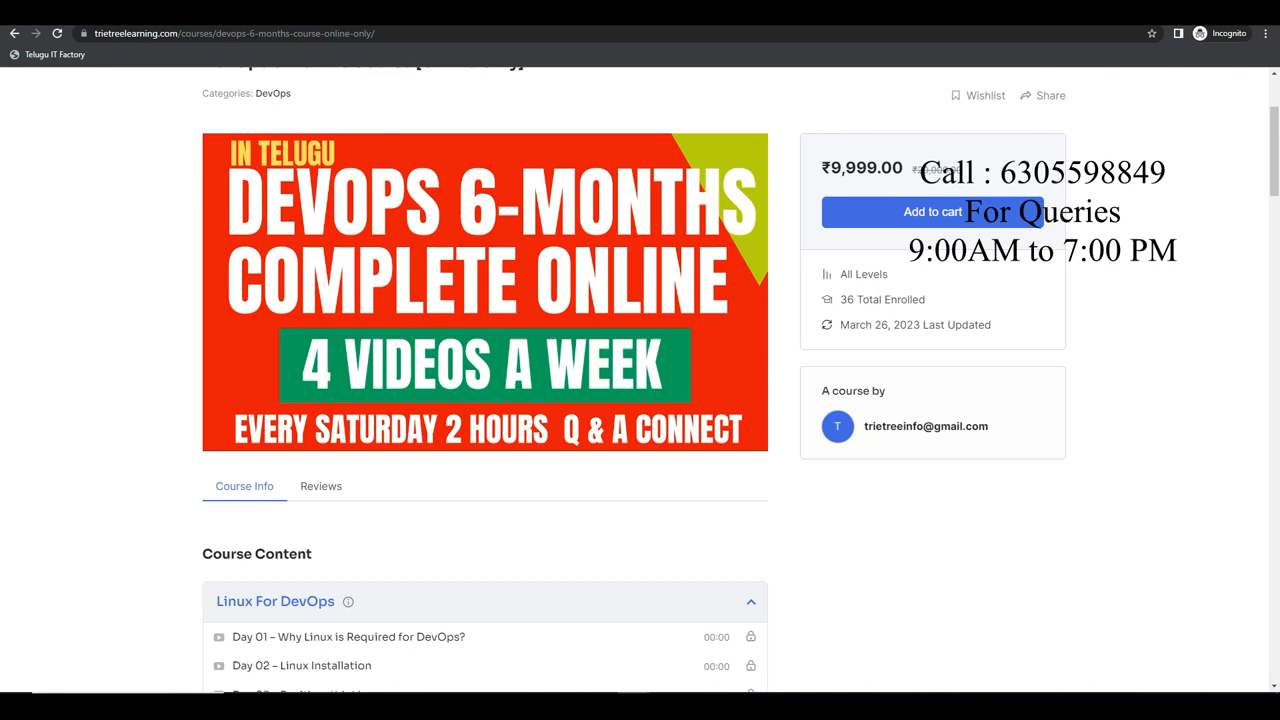 trietreelearning.com/courses/devops-6-months-course-online-only/
Incognito
Telugu IT Factory
Categories: DevOps
Wishlist
Share
IN TELUGU
DEVOPS 6-MONTHS
COMPLETE ONLINE
4 VIDEOS A WEEK
EVERY SATURDAY 2 HOURS Q & A CONNECT
₹9,999.00
Call : 6305598849
Add to cart
For Queries
9:00AM to 7:00 PM
All Levels
36 Total Enrolled
March 26, 2023 Last Updated
A course by
T
trietreeinfo@gmail.com
Course Info
Reviews
Course Content
Linux For DevOps
Day 01 – Why Linux is Required for DevOps?
00:00
Day 02 – Linux Installation
00:00